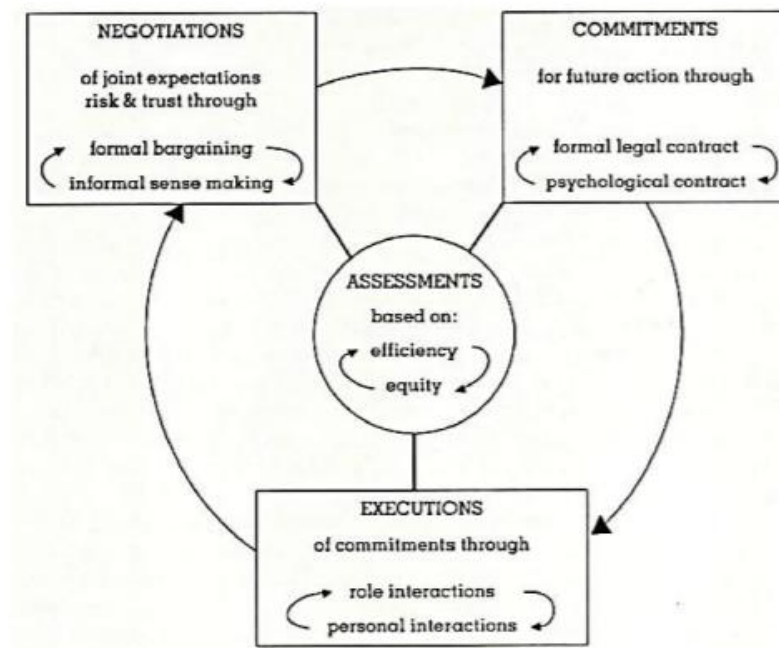 NEGOTIATIONS
of joint expectations
risk & trust through
formal bargaining
informal sense making
COMMITMENTS
for future action through
formal legal contract
psychological contract
ASSESSMENTS
based on:
efficiency
equity
EXECUTIONS
of commitments through
role interactions
personal interactions